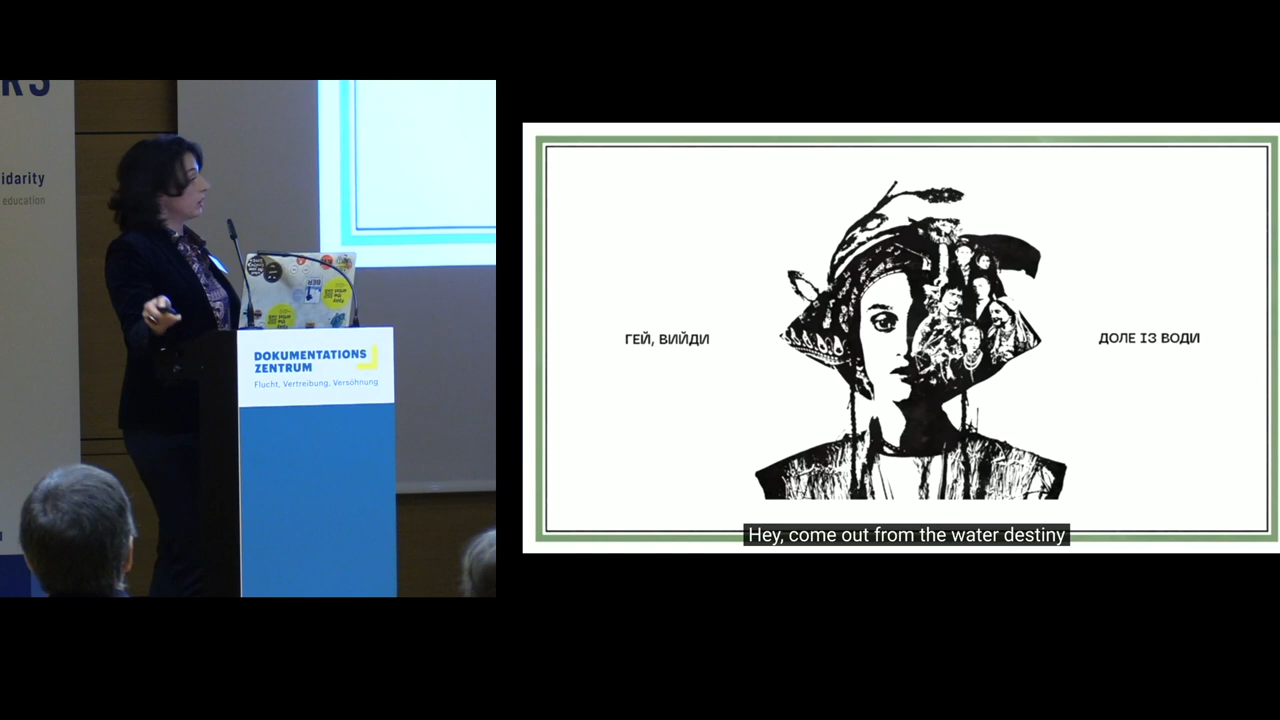 idarity
education
DOKUMENTATIONS
ZENTRUM
Flucht, Vertreibung, Versöhnung
ГЕЙ, ВИЙДИ
ДОЛЕ ІЗ ВОДИ
Hey, come out from the water destiny